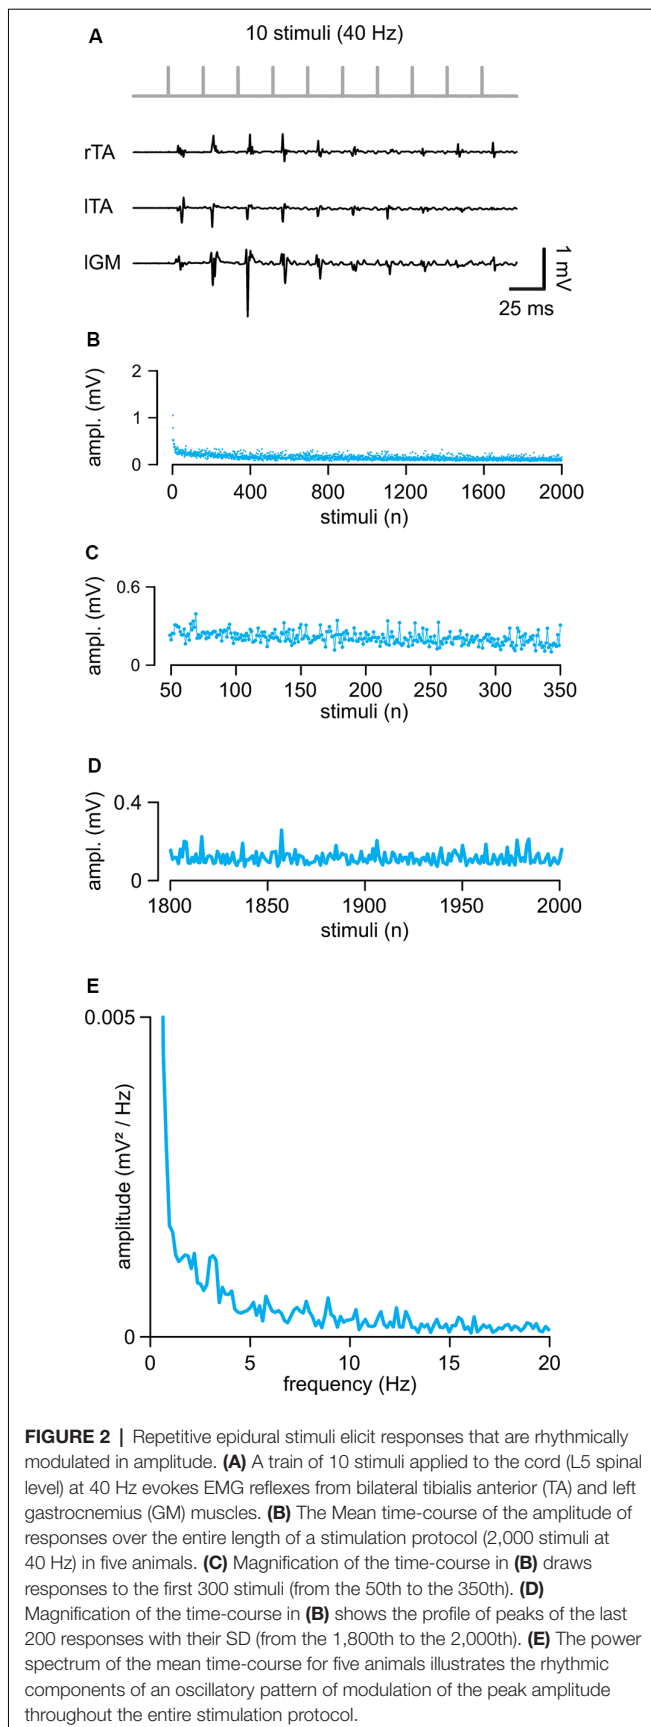 A
10 stimuli (40 Hz)
rTA
lTA
lGM
1 mV
25 ms
B
ampl. (mV)
2
1
0
0 400 800 1200 1600 2000
stimuli (n)
C
ampl. (mV)
0.6
0
50 100 150 200 250 300 350
stimuli (n)
D
ampl. (mV)
0.4
0
1800 1850 1900 1950 2000
stimuli (n)
E
amplitude (mV² / Hz)
0.005
0
0 5 10 15 20
frequency (Hz)
FIGURE 2 | Repetitive epidural stimuli elicit responses that are rhythmically
modulated in amplitude. (A) A train of 10 stimuli applied to the cord (L5 spinal
level) at 40 Hz evokes EMG reflexes from bilateral tibialis anterior (TA) and left
gastrocnemius (GM) muscles. (B) The Mean time-course of the amplitude of
responses over the entire length of a stimulation protocol (2,000 stimuli at
40 Hz) in five animals. (C) Magnification of the time-course in (B) draws
responses to the first 300 stimuli (from the 50th to the 350th). (D)
Magnification of the time-course in (B) shows the profile of peaks of the last
200 responses with their SD (from the 1,800th to the 2,000th). (E) The power
spectrum of the mean time-course for five animals illustrates the rhythmic
components of an oscillatory pattern of modulation of the peak amplitude
throughout the entire stimulation protocol.